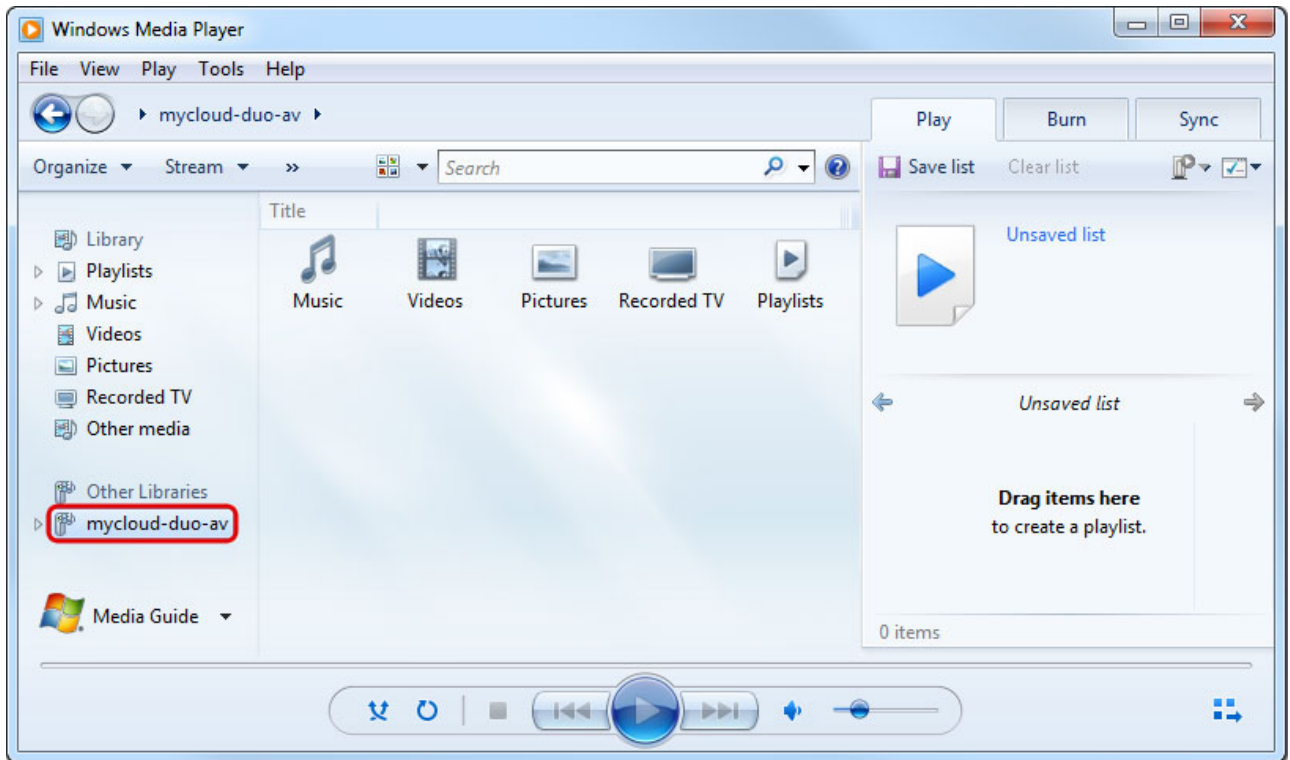 Windows Media Player
File View Play Tools Help
mycloud-duo-av
Play Burn Sync
Organize Stream » Search
Save list Clear list
Title
Library
Playlists
Music
Videos
Pictures
Recorded TV
Other media
Other Libraries
mycloud-duo-av
Media Guide
Music Videos Pictures Recorded TV Playlists
Unsaved list
Unsaved list
Drag items here
to create a playlist.
0 items